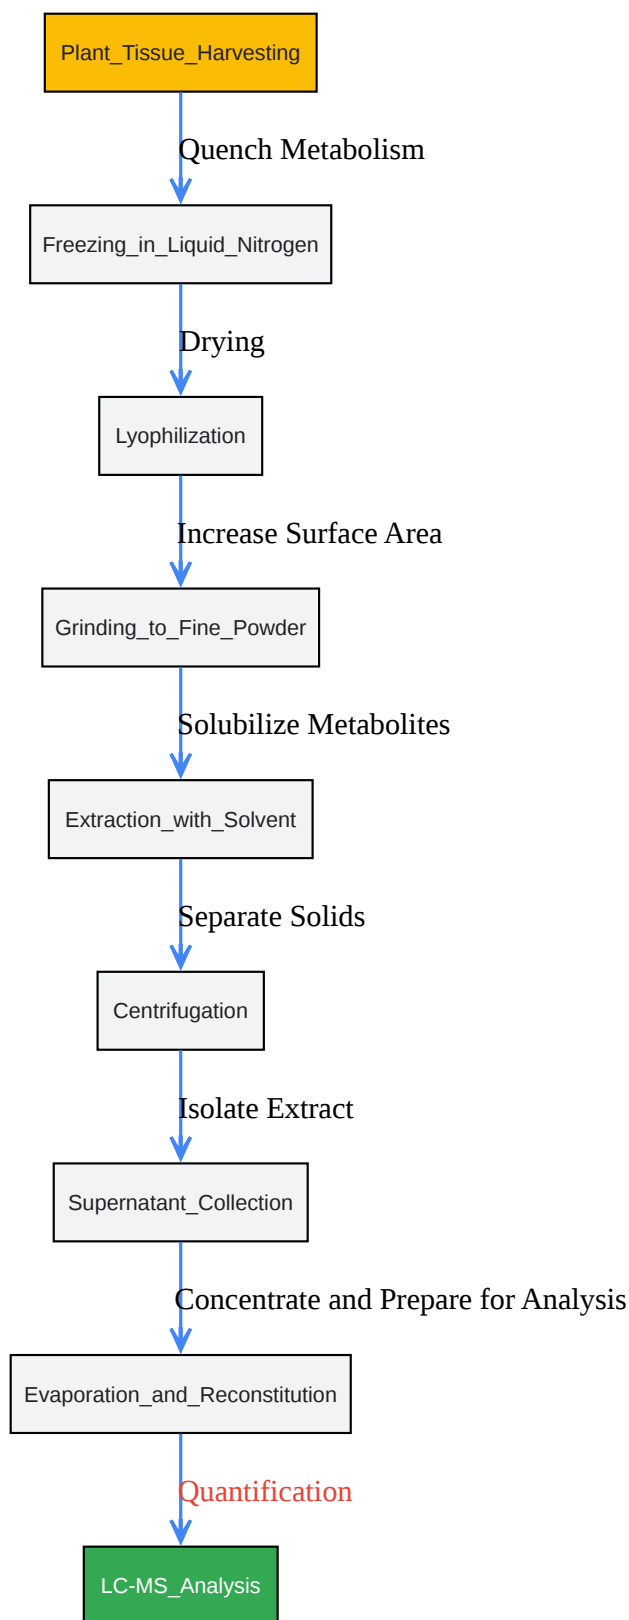 Plant_Tissue_Harvesting
Quench Metabolism
Freezing_in_Liquid_Nitrogen
Drying
Lyophilization
Increase Surface Area
Grinding_to_Fine_Powder
Solubilize Metabolites
Extraction_with_Solvent
Separate Solids
Centrifugation
Isolate Extract
Supernatant_Collection
Concentrate and Prepare for Analysis
Evaporation_and_Reconstitution
Quantification
LC-MS_Analysis